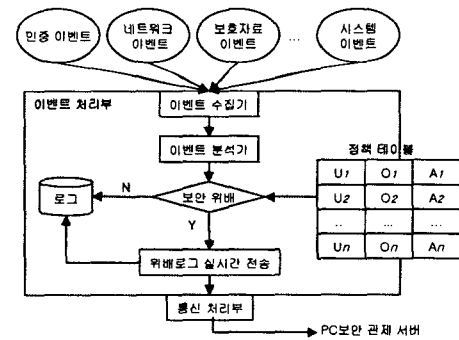 인증 이벤트
네트워크
이벤트
보호자료
이벤트
...
시스템
이벤트
이벤트 처리부
이벤트 수집기
이벤트 분석기
정책 테이블
로그
N
보안 위배
Y
U1 O1 A1
U2 O2 A2
.. ... ...
Un On An
위배로그 실시간 전송
통신 처리부
PC보안 관제 서버